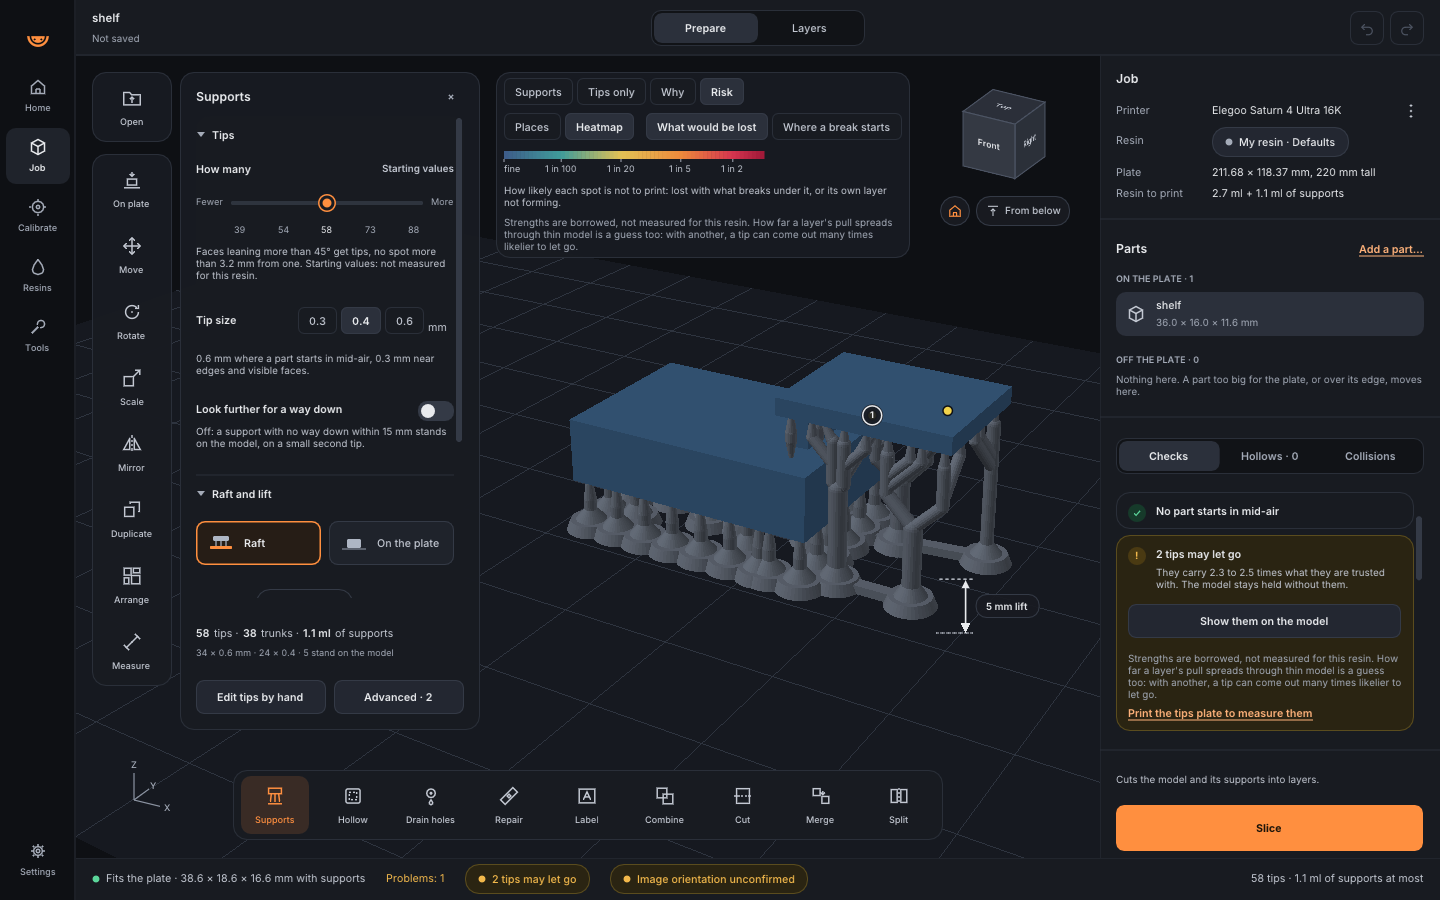 shelf
Not saved
Prepare
Layers
Home
Job
Calibrate
Resins
Tools
Settings
Open
On plate
Move
Rotate
Scale
Mirror
Duplicate
Arrange
Measure
Supports
×
Tips
How many
Starting values
Fewer
More
39 54 58 73 88
Faces leaning more than 45° get tips, no spot more
than 3.2 mm from one. Starting values: not measured
for this resin.
Tip size
0.3
0.4
0.6
mm
0.6 mm where a part starts in mid-air, 0.3 mm near
edges and visible faces.
Look further for a way down
Off: a support with no way down within 15 mm stands
on the model, on a small second tip.
Raft and lift
Raft
On the plate
58 tips · 38 trunks · 1.1 ml of supports
34 × 0.6 mm · 24 × 0.4 · 5 stand on the model
Edit tips by hand
Advanced · 2
Supports
Tips only
Why
Risk
Places
Heatmap
What would be lost
Where a break starts
fine 1 in 100 1 in 20 1 in 5 1 in 2
How likely each spot is not to print: lost with what breaks under it, or its own layer
not forming.
Strengths are borrowed, not measured for this resin. How far a layer's pull spreads
through thin model is a guess too: with another, a tip can come out many times
likelier to let go.
Top
Front
Right
From below
1
5 mm lift
Z
Y
X
Supports
Hollow
Drain holes
Repair
Label
Combine
Cut
Merge
Split
Job
Printer
Elegoo Saturn 4 Ultra 16K
Resin
My resin · Defaults
Plate
211.68 × 118.37 mm, 220 mm tall
Resin to print
2.7 ml + 1.1 ml of supports
Parts
Add a part...
ON THE PLATE · 1
shelf
36.0 × 16.0 × 11.6 mm
OFF THE PLATE · 0
Nothing here. A part too big for the plate, or over its edge, moves
here.
Checks
Hollows · 0
Collisions
No part starts in mid-air
!
2 tips may let go
They carry 2.3 to 2.5 times what they are trusted
with. The model stays held without them.
Show them on the model
Strengths are borrowed, not measured for this resin. How
far a layer's pull spreads through thin model is a guess
too: with another, a tip can come out many times likelier to
let go.
Print the tips plate to measure them
Cuts the model and its supports into layers.
Slice
Fits the plate · 38.6 × 18.6 × 16.6 mm with supports
Problems: 1
2 tips may let go
Image orientation unconfirmed
58 tips · 1.1 ml of supports at most